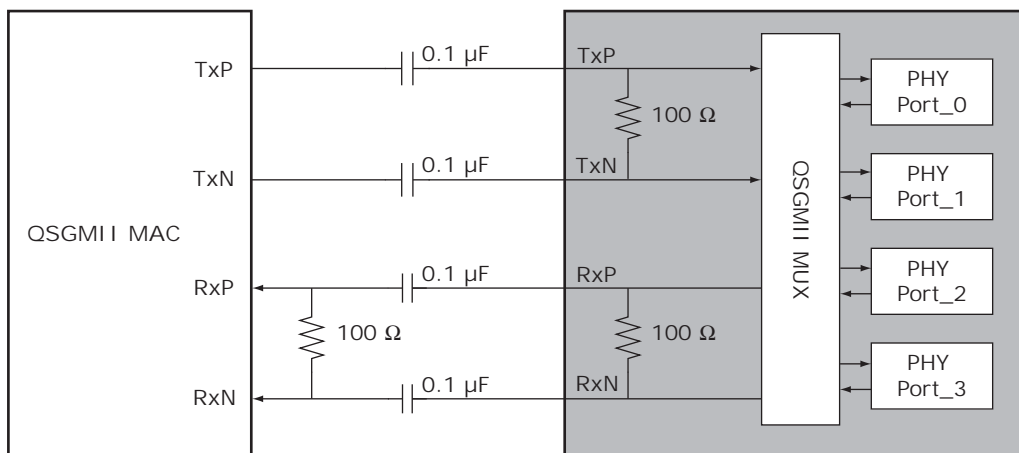 0.1 µF
TxP
TxP
PHY
Port_0
100 Ω
0.1 µF
TxN
TxN
PHY
Port_1
QSGMII MAC
QSGMII MUX
0.1 µF
RxP
RxP
PHY
Port_2
100 Ω
100 Ω
0.1 µF
RxN
RxN
PHY
Port_3